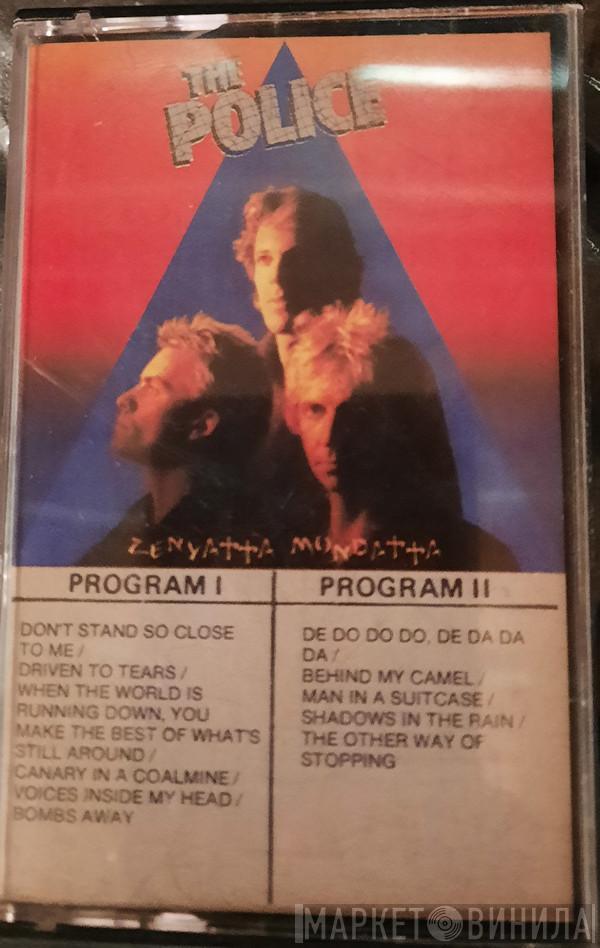 THE
POLICE
ZENYATTA MONDATTA
PROGRAM I
DON'T STAND SO CLOSE
TO ME /
DRIVEN TO TEARS /
WHEN THE WORLD IS
RUNNING DOWN, YOU
MAKE THE BEST OF WHAT'S
STILL AROUND /
CANARY IN A COALMINE /
VOICES INSIDE MY HEAD /
BOMBS AWAY
PROGRAM II
DE DO DO DO, DE DA DA
DA /
BEHIND MY CAMEL /
MAN IN A SUITCASE /
SHADOWS IN THE RAIN /
THE OTHER WAY OF
STOPPING
МАРКЕТ ВИНИЛА